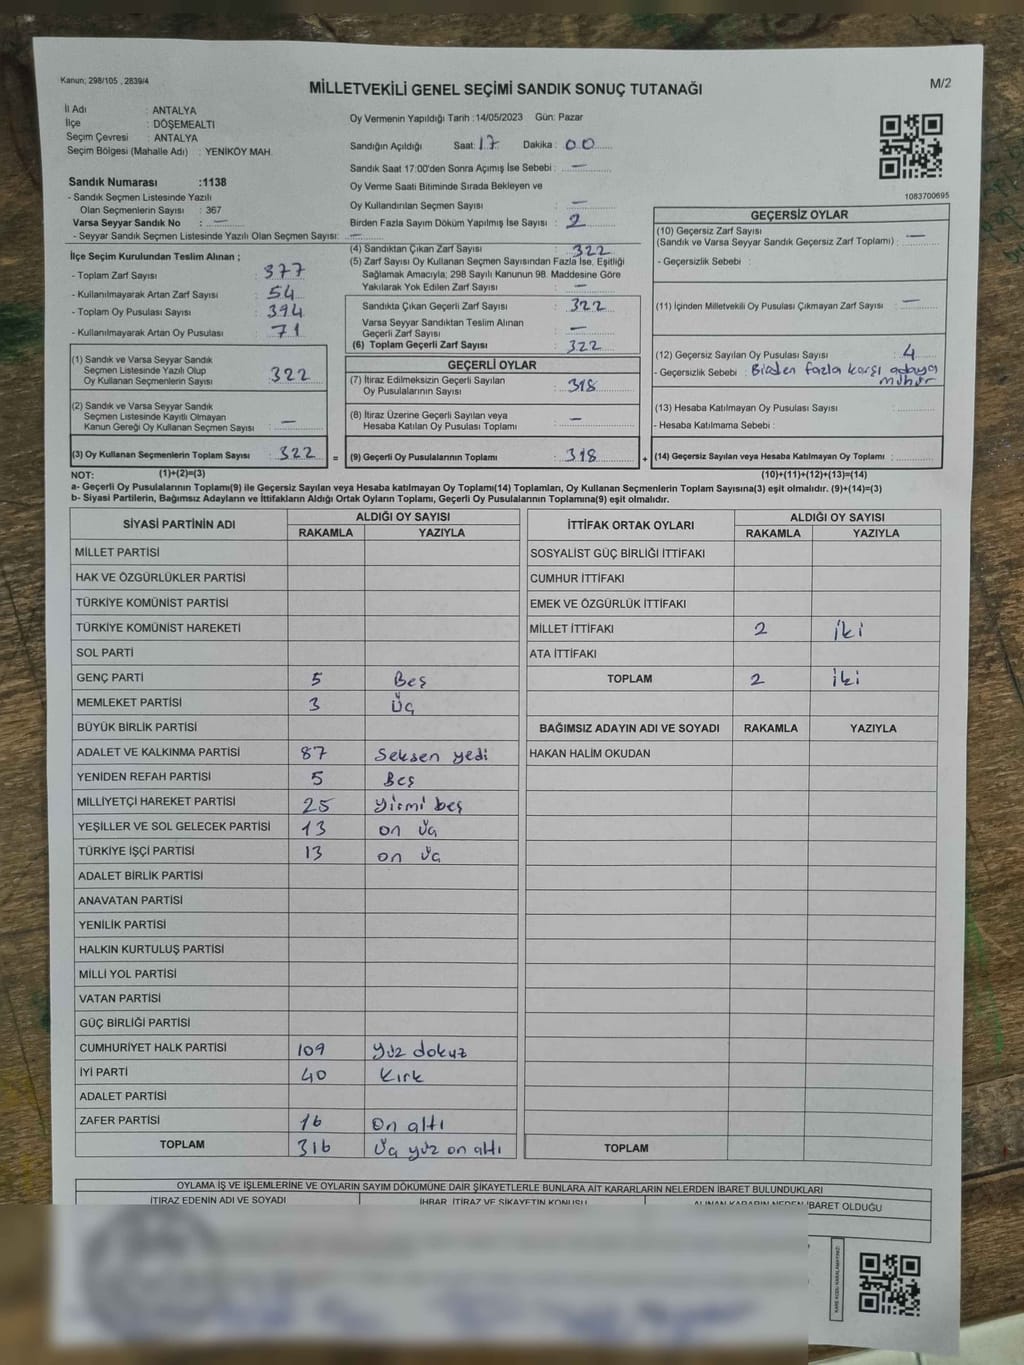 Kanun; 298/105 , 2839/4
MİLLETVEKİLİ GENEL SEÇİMİ SANDIK SONUÇ TUTANAĞI
M/2
İl Adı : ANTALYA
İlçe : DÖŞEMEALTI
Seçim Çevresi : ANTALYA
Seçim Bölgesi (Mahalle Adı) : YENİKÖY MAH.
Sandık Numarası :1138
- Sandık Seçmen Listesinde Yazılı
Olan Seçmenlerin Sayısı : 367
Varsa Seyyar Sandık No : —
- Seyyar Sandık Seçmen Listesinde Yazılı Olan Seçmen Sayısı: —
Oy Vermenin Yapıldığı Tarih :14/05/2023 Gün: Pazar
Sandığın Açıldığı Saat: 17 Dakika : 00
Sandık Saat 17:00'den Sonra Açımış İse Sebebi : —
Oy Verme Saati Bitiminde Sırada Bekleyen ve
Oy Kullandırılan Seçmen Sayısı : —
Birden Fazla Sayım Döküm Yapılmış İse Sayısı : 2
1083700695
İlçe Seçim Kurulundan Teslim Alınan ;
- Toplam Zarf Sayısı : 377
- Kullanılmayarak Artan Zarf Sayısı : 54
- Toplam Oy Pusulası Sayısı : 394
- Kullanılmayarak Artan Oy Pusulası : 71
(1) Sandık ve Varsa Seyyar Sandık
Seçmen Listesinde Yazılı Olup
Oy Kullanan Seçmenlerin Sayısı : 322
(2) Sandık ve Varsa Seyyar Sandık
Seçmen Listesinde Kayıtlı Olmayan
Kanun Gereği Oy Kullanan Seçmen Sayısı : —
(3) Oy Kullanan Seçmenlerin Toplam Sayısı : 322 =
(4) Sandıktan Çıkan Zarf Sayısı : 322
(5) Zarf Sayısı Oy Kullanan Seçmen Sayısından Fazla İse, Eşitliği
Sağlamak Amacıyla; 298 Sayılı Kanunun 98. Maddesine Göre
Yakılarak Yok Edilen Zarf Sayısı : —
Sandıkta Çıkan Geçerli Zarf Sayısı : 322
Varsa Seyyar Sandıktan Teslim Alınan
Geçerli Zarf Sayısı : —
(6) Toplam Geçerli Zarf Sayısı : 322
GEÇERLİ OYLAR
(7) İtiraz Edilmeksizin Geçerli Sayılan
Oy Pusulalarının Sayısı : 318
(8) İtiraz Üzerine Geçerli Sayılan veya
Hesaba Katılan Oy Pusulası Toplamı : —
(9) Geçerli Oy Pusulalarının Toplamı : 318 +
GEÇERSİZ OYLAR
(10) Geçersiz Zarf Sayısı
(Sandık ve Varsa Seyyar Sandık Geçersiz Zarf Toplamı) : —
- Geçersizlik Sebebi :
(11) İçinden Milletvekili Oy Pusulası Çıkmayan Zarf Sayısı : —
(12) Geçersiz Sayılan Oy Pusulası Sayısı : 4
- Geçersizlik Sebebi : Birden fazla karşı adaya
mühür
(13) Hesaba Katılmayan Oy Pusulası Sayısı :
- Hesaba Katılmama Sebebi :
(14) Geçersiz Sayılan veya Hesaba Katılmayan Oy Toplamı :
NOT: (1)+(2)=(3) (10)+(11)+(12)+(13)=(14)
a- Geçerli Oy Pusulalarının Toplamı(9) ile Geçersiz Sayılan veya Hesaba katılmayan Oy Toplamı(14) Toplamları, Oy Kullanan Seçmenlerin Toplam Sayısına(3) eşit olmalıdır. (9)+(14)=(3)
b- Siyasi Partilerin, Bağımsız Adayların ve İttifakların Aldığı Ortak Oyların Toplamı, Geçerli Oy Pusulalarının Toplamına(9) eşit olmalıdır.
SİYASİ PARTİNİN ADI ALDIĞI OY SAYISI
RAKAMLA YAZIYLA
MİLLET PARTİSİ
HAK VE ÖZGÜRLÜKLER PARTİSİ
TÜRKİYE KOMÜNİST PARTİSİ
TÜRKİYE KOMÜNİST HAREKETİ
SOL PARTİ
GENÇ PARTİ 5 Beş
MEMLEKET PARTİSİ 3 Üç
BÜYÜK BİRLİK PARTİSİ
ADALET VE KALKINMA PARTİSİ 87 Seksen yedi
YENİDEN REFAH PARTİSİ 5 Beş
MİLLİYETÇİ HAREKET PARTİSİ 25 yirmi beş
YEŞİLLER VE SOL GELECEK PARTİSİ 13 on üç
TÜRKİYE İŞÇİ PARTİSİ 13 on üç
ADALET BİRLİK PARTİSİ
ANAVATAN PARTİSİ
YENİLİK PARTİSİ
HALKIN KURTULUŞ PARTİSİ
MİLLİ YOL PARTİSİ
VATAN PARTİSİ
GÜÇ BİRLİĞİ PARTİSİ
CUMHURİYET HALK PARTİSİ 109 yüz dokuz
İYİ PARTİ 40 Kırk
ADALET PARTİSİ
ZAFER PARTİSİ 16 On altı
TOPLAM 316 Üç yüz on altı
İTTİFAK ORTAK OYLARI ALDIĞI OY SAYISI
RAKAMLA YAZIYLA
SOSYALİST GÜÇ BİRLİĞİ İTTİFAKI
CUMHUR İTTİFAKI
EMEK VE ÖZGÜRLÜK İTTİFAKI
MİLLET İTTİFAKI 2 iki
ATA İTTİFAKI
TOPLAM 2 iki
BAĞIMSIZ ADAYIN ADI VE SOYADI RAKAMLA YAZIYLA
HAKAN HALİM OKUDAN
TOPLAM
OYLAMA İŞ VE İŞLEMLERİNE VE OYLARIN SAYIM DÖKÜMÜNE DAİR ŞİKAYETLERLE BUNLARA AİT KARARLARIN NELERDEN İBARET BULUNDUKLARI
İTİRAZ EDENİN ADI VE SOYADI İHBAR, İTİRAZ VE ŞİKAYETİN KONUSU ALINAN KARARIN NEDEN İBARET OLDUĞU